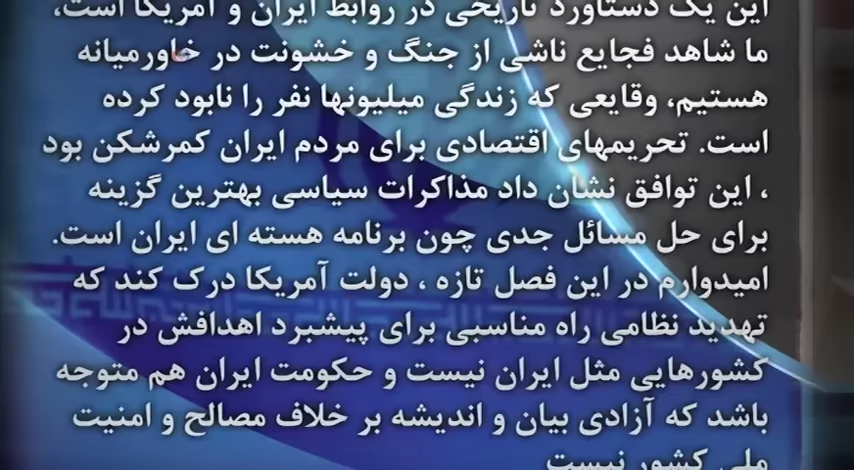 این یک دستاورد تاریخی در روابط ایران و آمریکا است،
ما شاهد فجایع ناشی از جنگ و خشونت در خاورمیانه
هستیم، وقایعی که زندگی میلیونها نفر را نابود کرده
است. تحریمهای اقتصادی برای مردم ایران کمرشکن بود
، این توافق نشان داد مذاکرات سیاسی بهترین گزینه
برای حل مسائل جدی چون برنامه هسته ای ایران است.
امیدوارم در این فصل تازه ، دولت آمریکا درک کند که
تهدید نظامی راه مناسبی برای پیشبرد اهدافش در
کشورهایی مثل ایران نیست و حکومت ایران هم متوجه
باشد که آزادی بیان و اندیشه بر خلاف مصالح و امنیت
ملی کشور نیست